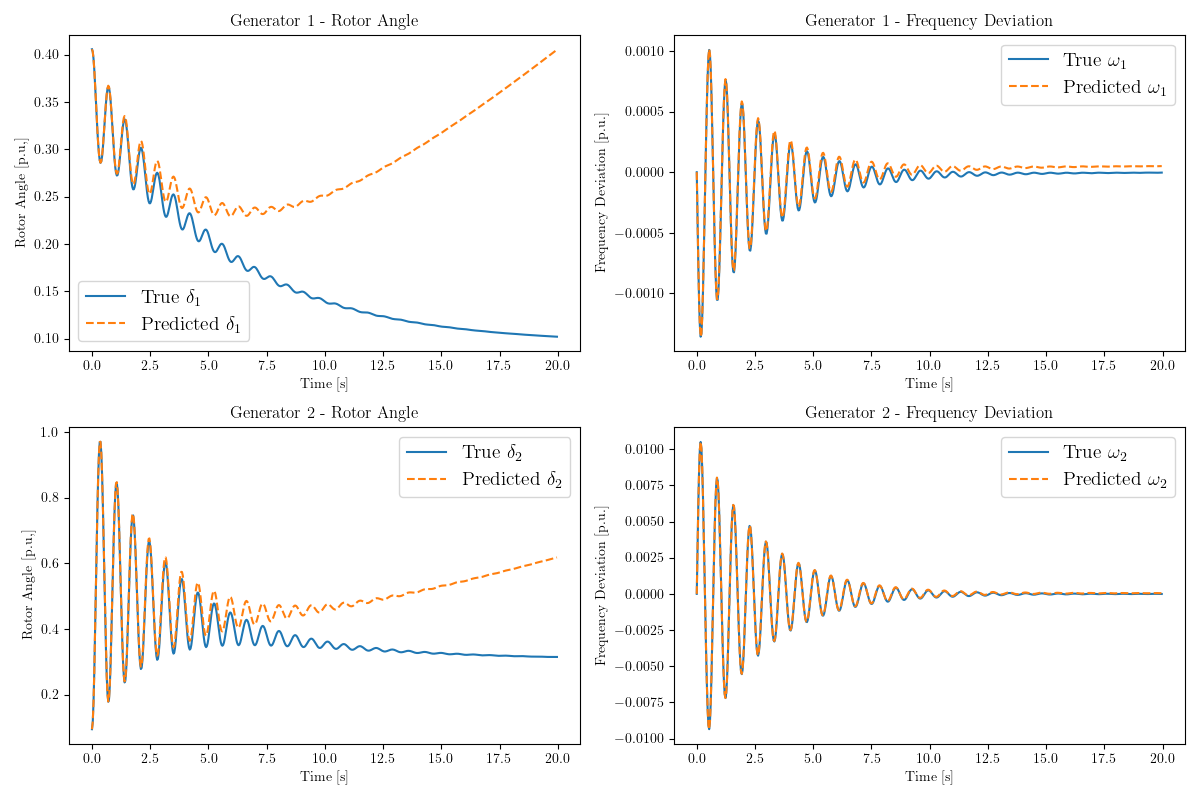 Generator 1 - Rotor Angle
0.40
0.35
0.30
0.25
0.20
0.15
0.10
Rotor Angle [p.u,]
True δ1
Predicted δ1
0.0 2.5 5.0 7.5 10.0 12.5 15.0 17.5 20.0
Time [s]
Generator 1 - Frequency Deviation
0.0010
0.0005
0.0000
−0.0005
−0.0010
Frequency Deviation [p.u.]
True ω1
Predicted ω1
0.0 2.5 5.0 7.5 10.0 12.5 15.0 17.5 20.0
Time [s]
Generator 2 - Rotor Angle
1.0
0.8
0.6
0.4
0.2
Rotor Angle [p.u,]
True δ2
Predicted δ2
0.0 2.5 5.0 7.5 10.0 12.5 15.0 17.5 20.0
Time [s]
Generator 2 - Frequency Deviation
0.0100
0.0075
0.0050
0.0025
0.0000
−0.0025
−0.0050
−0.0075
−0.0100
Frequency Deviation [p.u.]
True ω2
Predicted ω2
0.0 2.5 5.0 7.5 10.0 12.5 15.0 17.5 20.0
Time [s]